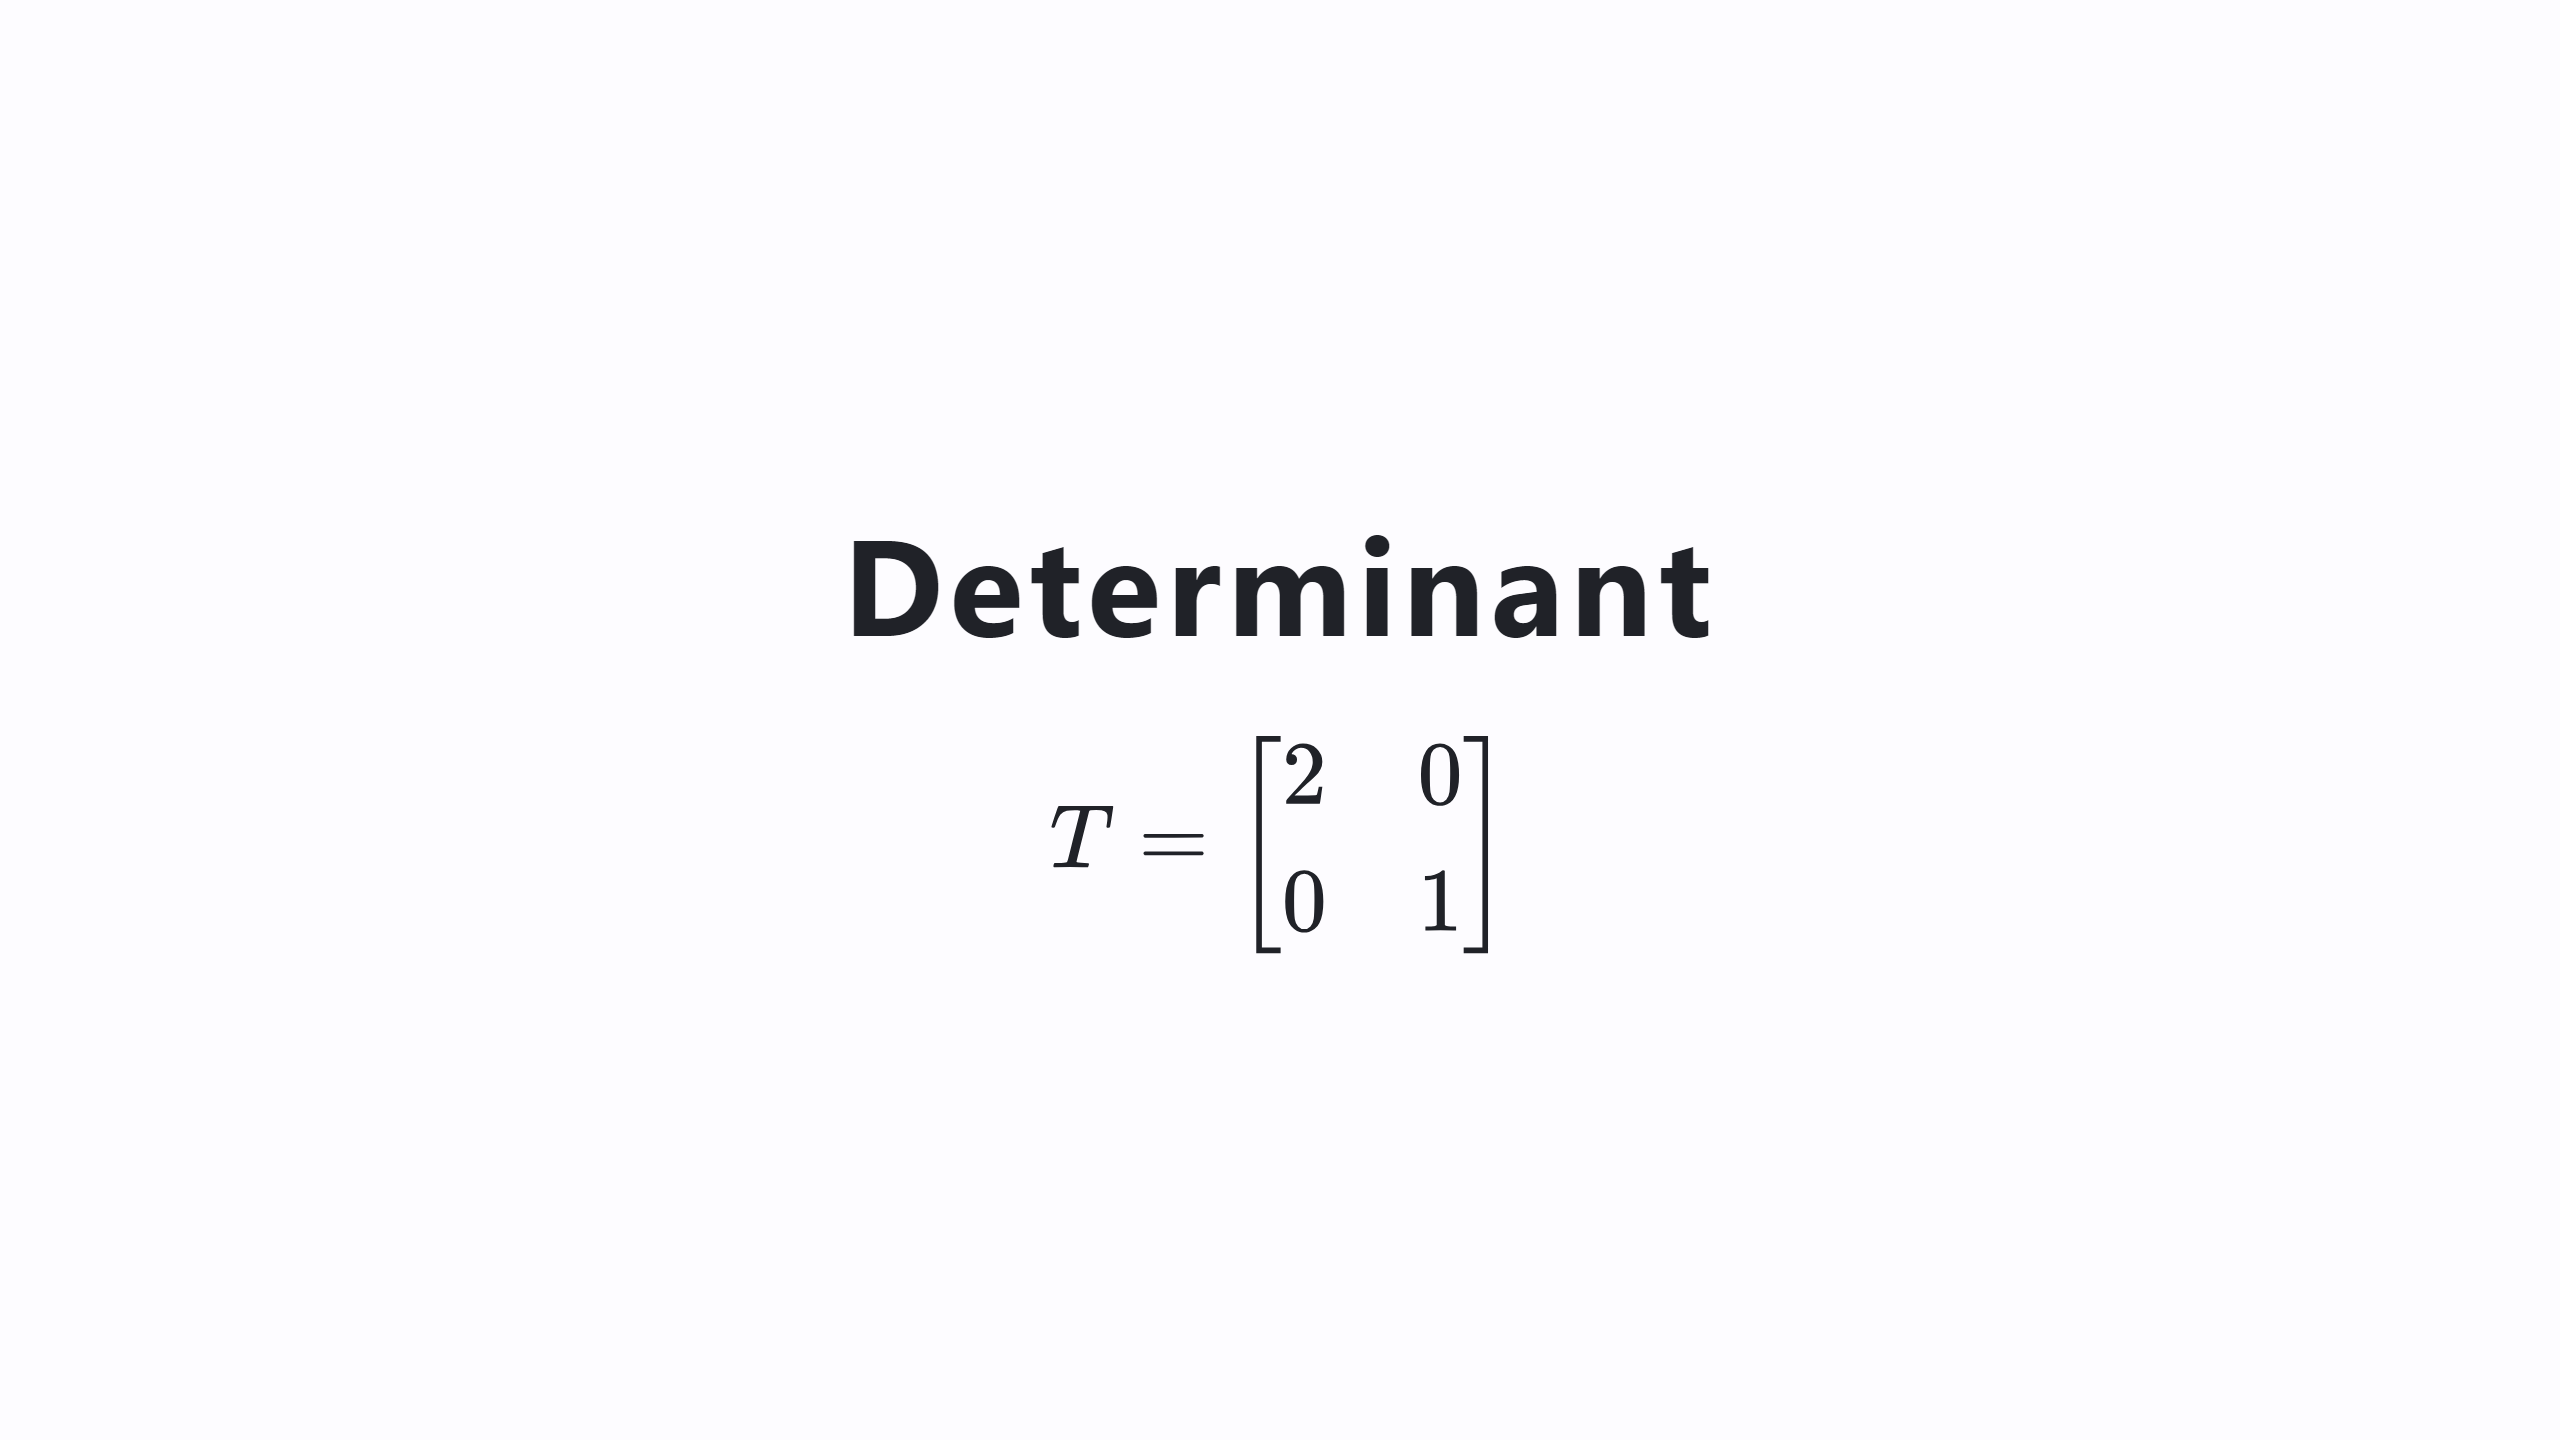 Determinant
T = [2 0
0 1]